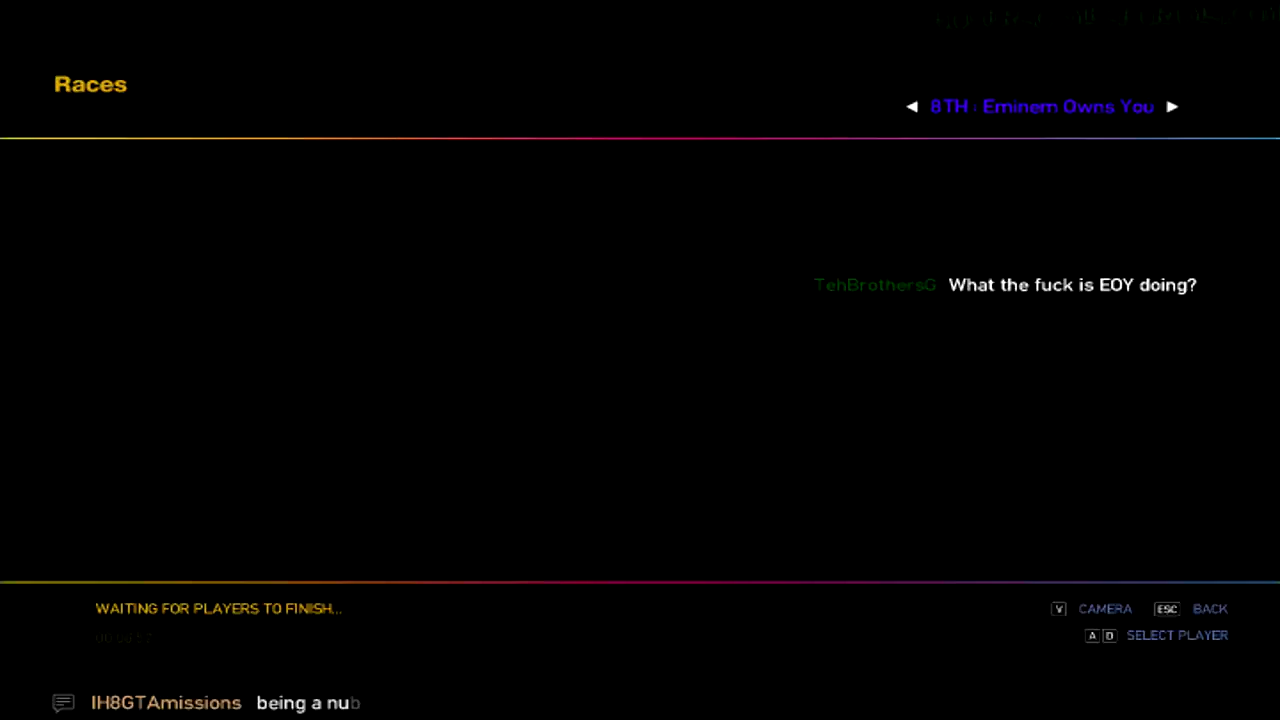 Races
◄ 8TH : Eminem Owns You ►
TehBrothersG What the fuck is EOY doing?
WAITING FOR PLAYERS TO FINISH...
V CAMERA ESC BACK
A D SELECT PLAYER
IH8GTAmissions being a nub